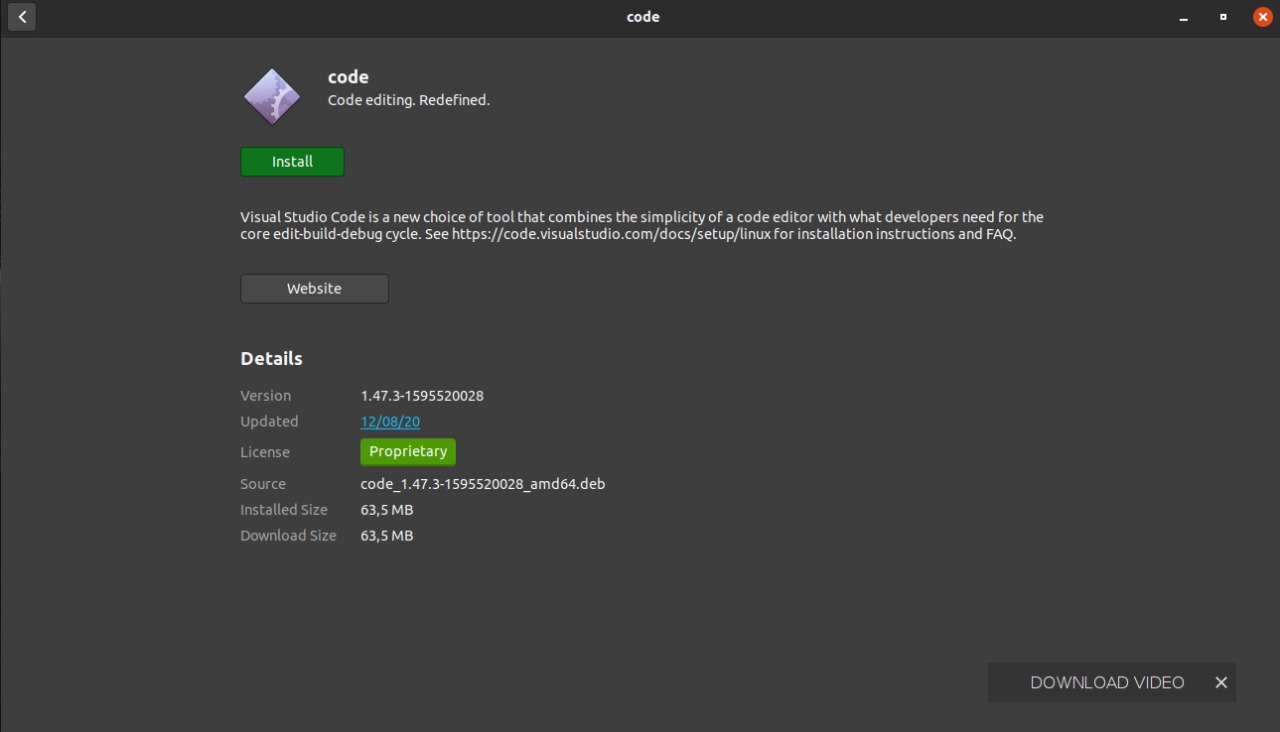 code
code
Code editing. Redefined.
Install
Visual Studio Code is a new choice of tool that combines the simplicity of a code editor with what developers need for the
core edit-build-debug cycle. See https://code.visualstudio.com/docs/setup/linux for installation instructions and FAQ.
Website
Details
Version 1.47.3-1595520028
Updated 12/08/20
License Proprietary
Source code_1.47.3-1595520028_amd64.deb
Installed Size 63,5 MB
Download Size 63,5 MB
DOWNLOAD VIDEO